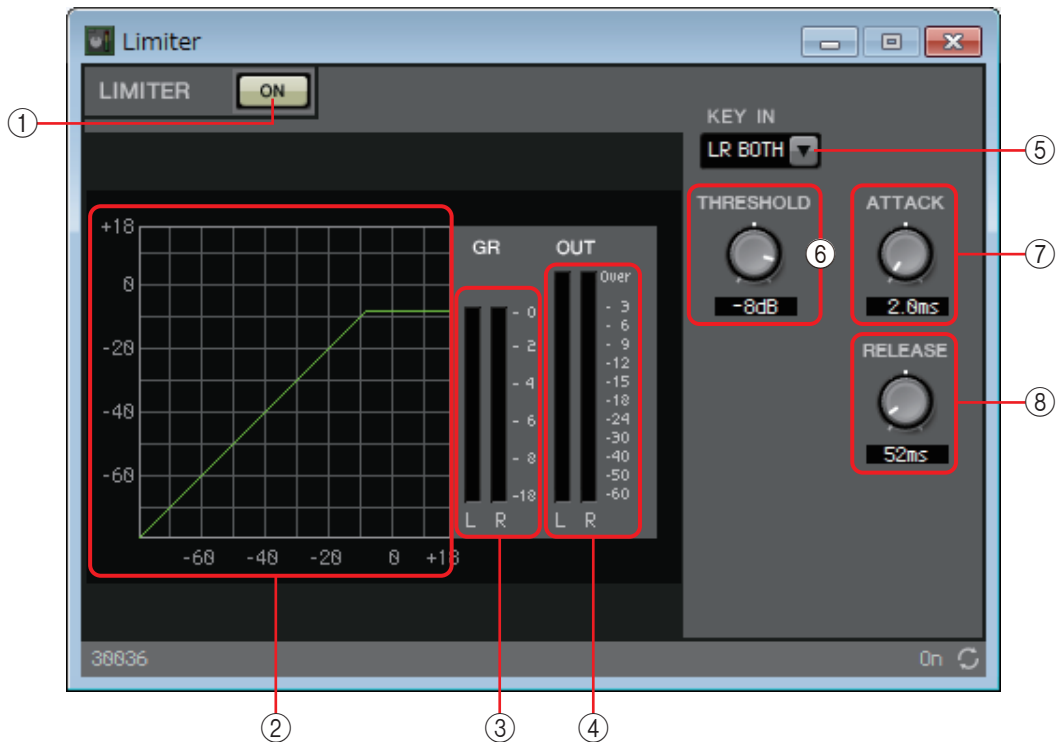 Limiter
LIMITER ON
①
KEY IN
LR BOTH
⑤
THRESHOLD
-8dB
⑥
ATTACK
2.0ms
⑦
RELEASE
52ms
⑧
+18
0
-20
-40
-60
-60 -40 -20 0 +18
GR
- 0
- 2
- 4
- 6
- 8
-18
L R
OUT
Over
- 3
- 6
- 9
-12
-15
-18
-24
-30
-40
-50
-60
L R
30036
On
②
③
④